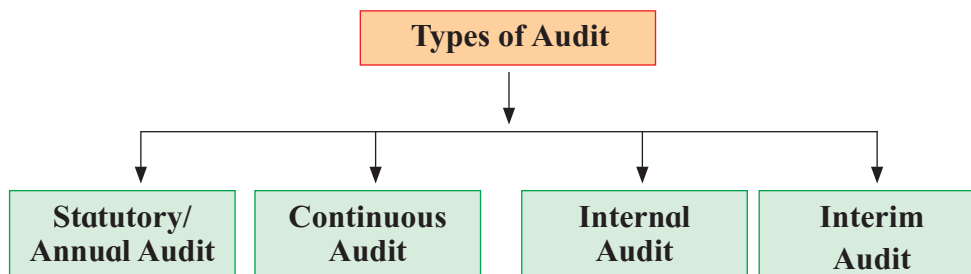 Types of Audit
Statutory/
Annual Audit
Continuous
Audit
Internal
Audit
Interim
Audit